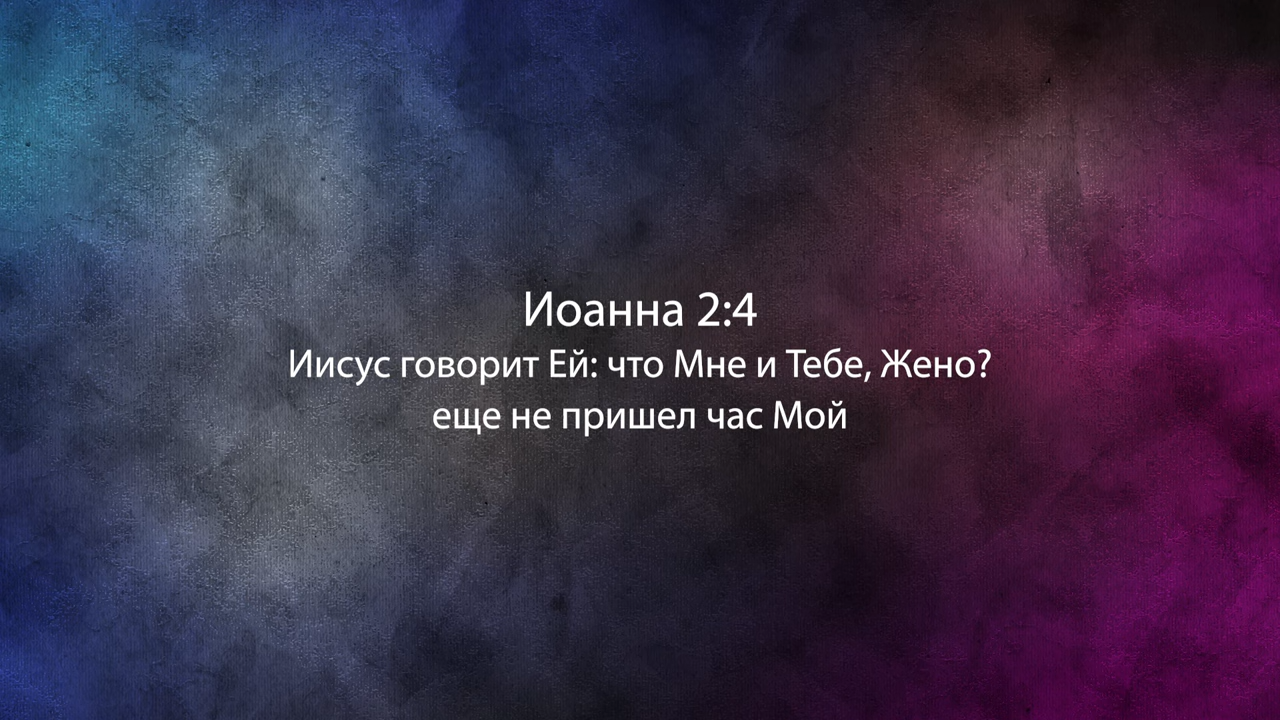 Иоанна 2:4
Иисус говорит Ей: что Мне и Тебе, Жено?
еще не пришел час Мой